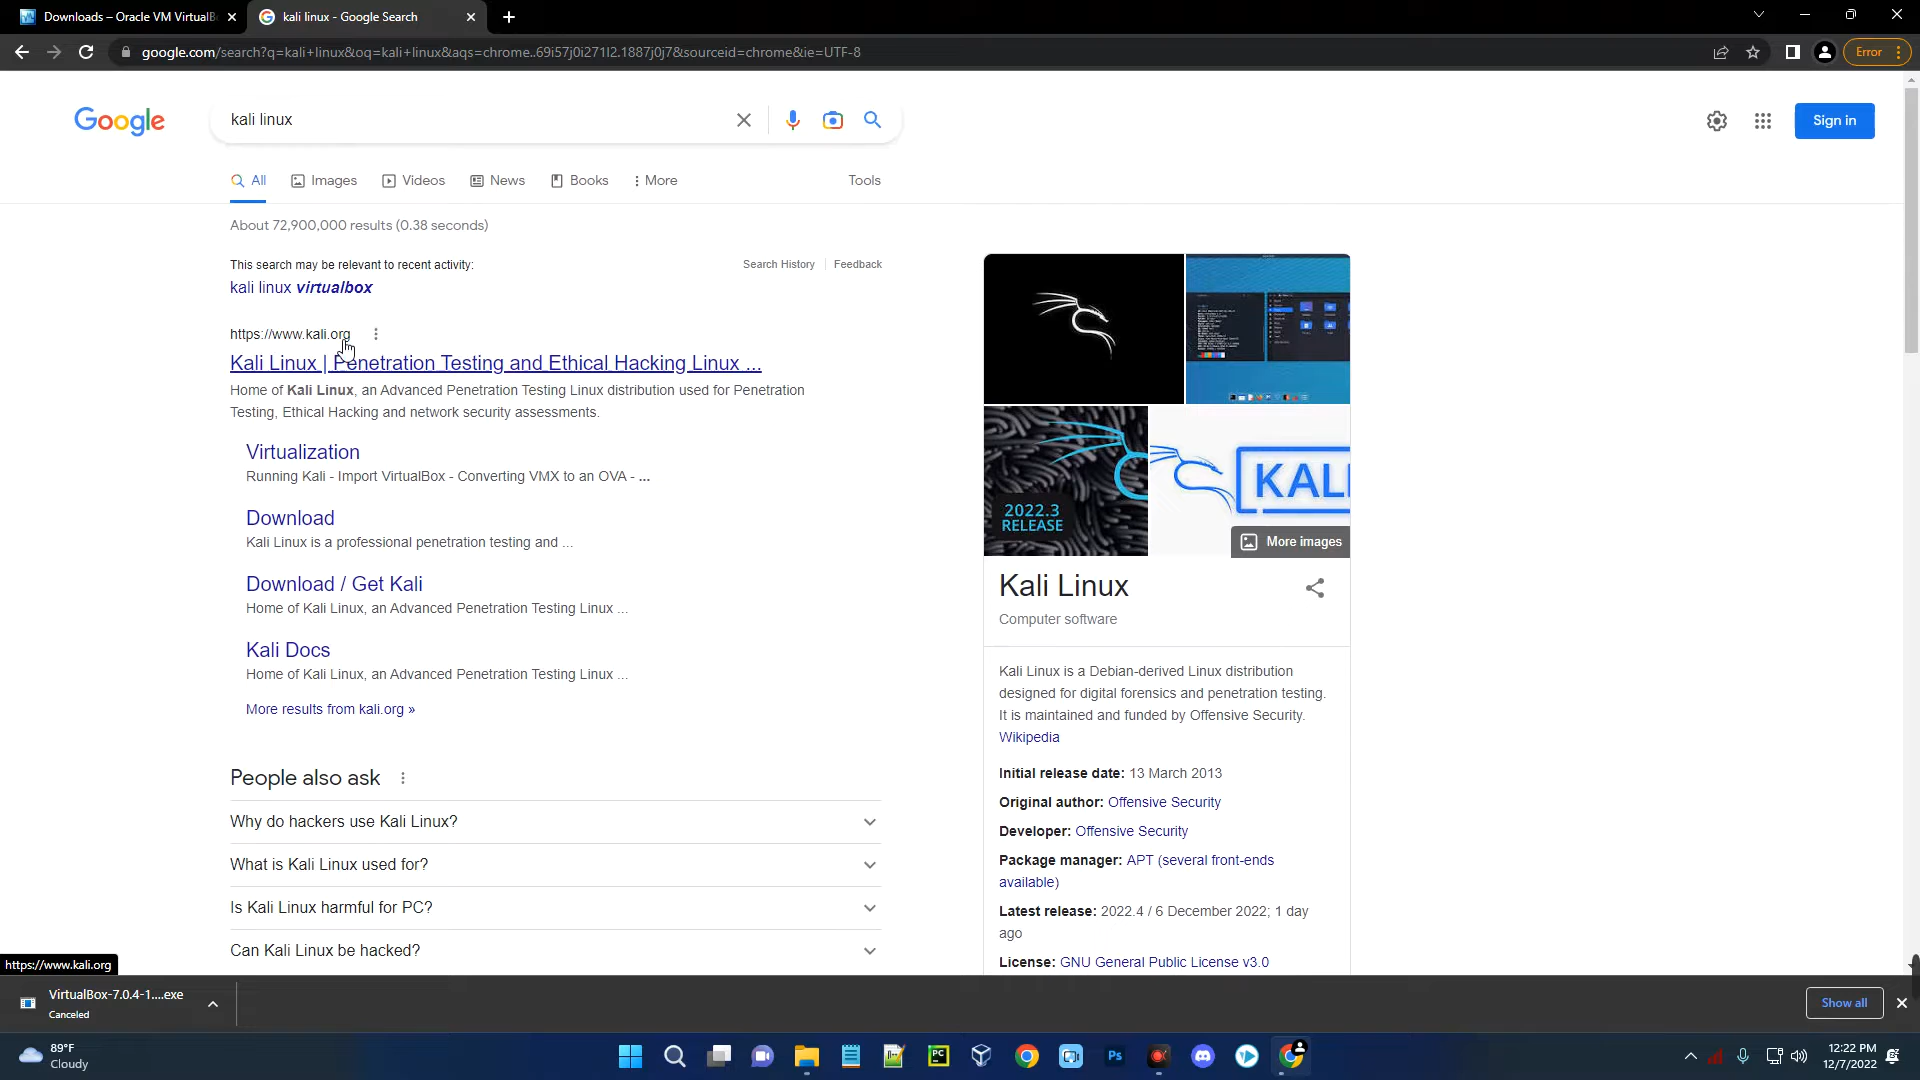 Downloads – Oracle VM VirtualB
kali linux - Google Search
google.com/search?q=kali+linux&oq=kali+linux&aqs=chrome..69i57j0i271l2.1887j0j7&sourceid=chrome&ie=UTF-8
Error
Google
kali linux
Sign in
All
Images
Videos
News
Books
More
Tools
About 72,900,000 results (0.38 seconds)
This search may be relevant to recent activity:
Search History
Feedback
kali linux virtualbox
https://www.kali.org
Kali Linux | Penetration Testing and Ethical Hacking Linux ...
Home of Kali Linux, an Advanced Penetration Testing Linux distribution used for Penetration
Testing, Ethical Hacking and network security assessments.
Virtualization
Running Kali - Import VirtualBox - Converting VMX to an OVA - ...
Download
Kali Linux is a professional penetration testing and ...
Download / Get Kali
Home of Kali Linux, an Advanced Penetration Testing Linux ...
Kali Docs
Home of Kali Linux, an Advanced Penetration Testing Linux ...
More results from kali.org »
People also ask
Why do hackers use Kali Linux?
What is Kali Linux used for?
Is Kali Linux harmful for PC?
Can Kali Linux be hacked?
2022.3
RELEASE
KALI
More images
Kali Linux
Computer software
Kali Linux is a Debian-derived Linux distribution
designed for digital forensics and penetration testing.
It is maintained and funded by Offensive Security.
Wikipedia
Initial release date: 13 March 2013
Original author: Offensive Security
Developer: Offensive Security
Package manager: APT (several front-ends
available)
Latest release: 2022.4 / 6 December 2022; 1 day
ago
License: GNU General Public License v3.0
https://www.kali.org
VirtualBox-7.0.4-1....exe
Canceled
Show all
89°F
Cloudy
PC
Ps
12:22 PM
12/7/2022